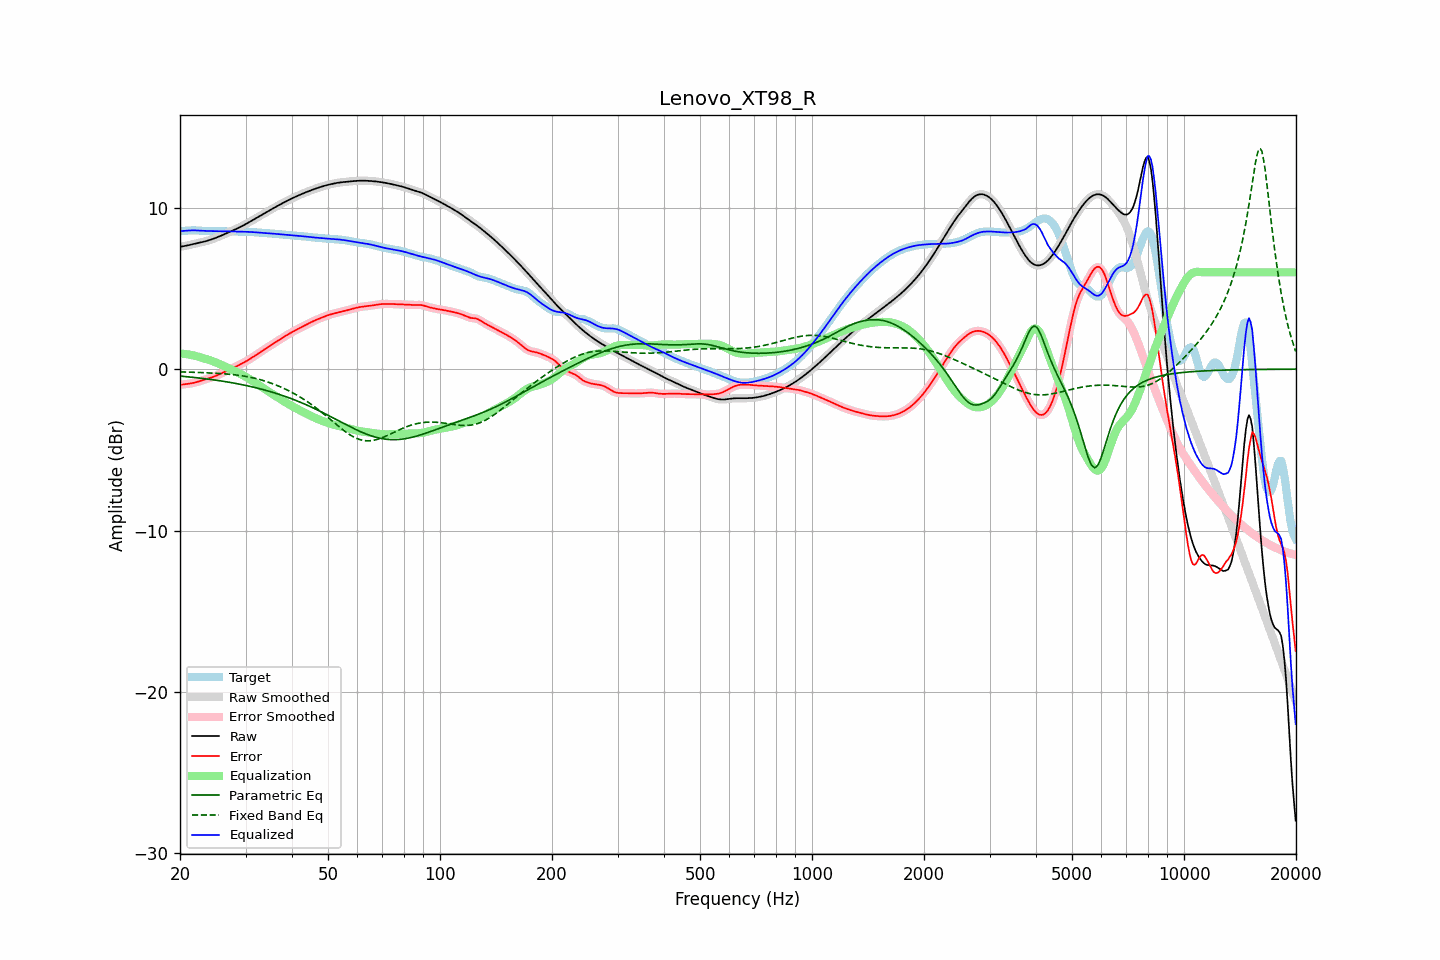 Lenovo_XT98_R
10
0
−10
−20
−30
Amplitude (dBr)
Target
Raw Smoothed
Error Smoothed
Raw
Error
Equalization
Parametric Eq
Fixed Band Eq
Equalized
20 50 100 200 500 1000 2000 5000 10000 20000
Frequency (Hz)